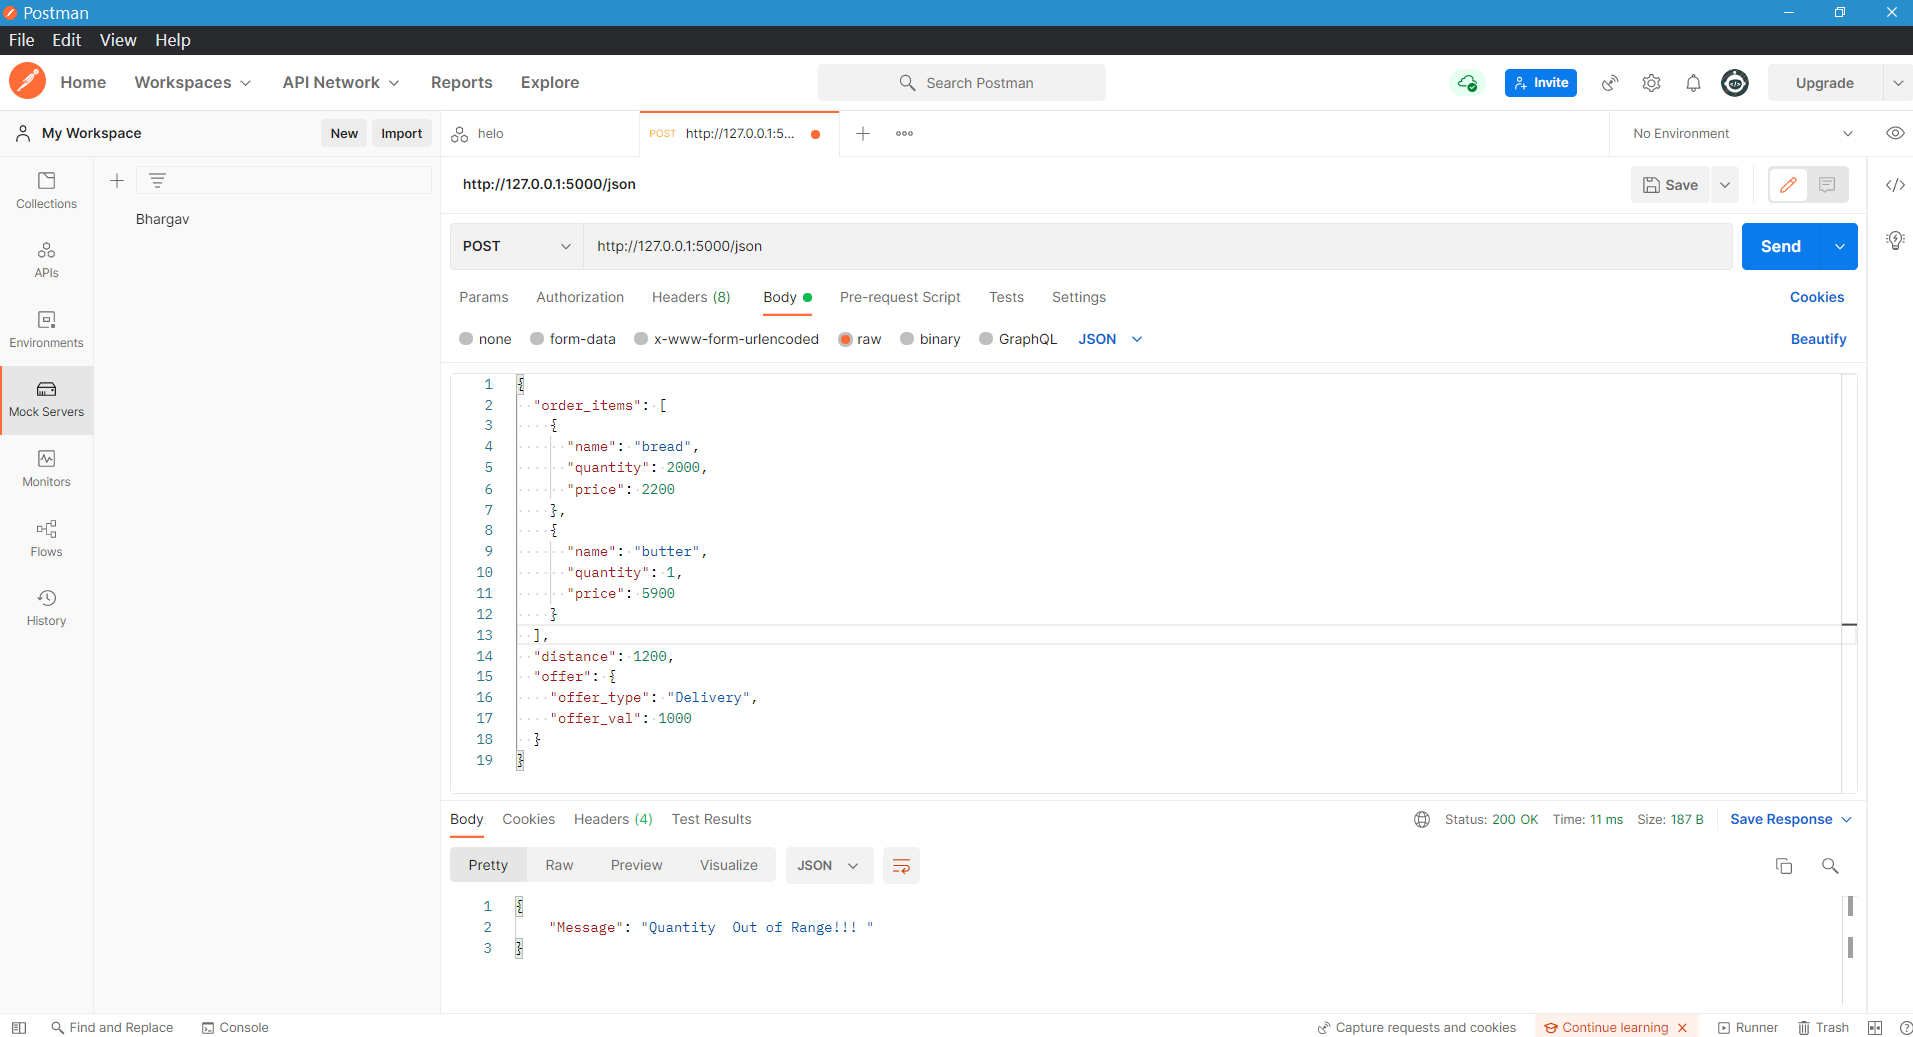 Postman
File Edit View Help
Home Workspaces API Network Reports Explore Search Postman Invite Upgrade
My Workspace New Import helo POST http://127.0.0.1:5... No Environment
Collections
Bhargav
APIs
Environments
Mock Servers
Monitors
Flows
History
http://127.0.0.1:5000/json Save
POST http://127.0.0.1:5000/json Send
Params Authorization Headers (8) Body Pre-request Script Tests Settings Cookies
none form-data x-www-form-urlencoded raw binary GraphQL JSON Beautify
1 {
2 "order_items": [
3 {
4 "name": "bread",
5 "quantity": 2000,
6 "price": 2200
7 },
8 {
9 "name": "butter",
10 "quantity": 1,
11 "price": 5900
12 }
13 ],
14 "distance": 1200,
15 "offer": {
16 "offer_type": "Delivery",
17 "offer_val": 1000
18 }
19 }
Body Cookies Headers (4) Test Results Status: 200 OK Time: 11 ms Size: 187 B Save Response
Pretty Raw Preview Visualize JSON
1 {
2 "Message": "Quantity  Out of Range!!! "
3 }
Find and Replace Console Capture requests and cookies Continue learning Runner Trash